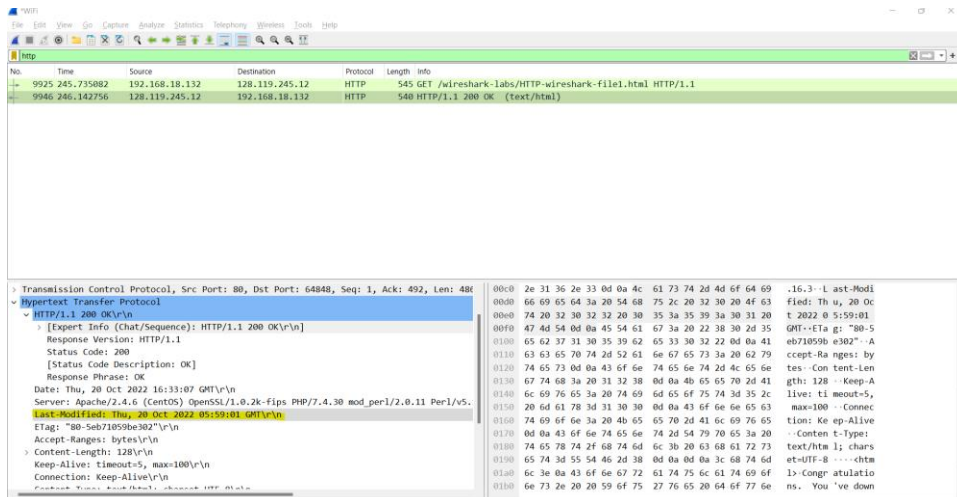 *WiFi
File Edit View Go Capture Analyze Statistics Telephony Wireless Tools Help
http
No. Time Source Destination Protocol Length Info
9925 245.735082 192.168.18.132 128.119.245.12 HTTP 545 GET /wireshark-labs/HTTP-wireshark-file1.html HTTP/1.1
9946 246.142756 128.119.245.12 192.168.18.132 HTTP 540 HTTP/1.1 200 OK (text/html)
> Transmission Control Protocol, Src Port: 80, Dst Port: 64848, Seq: 1, Ack: 492, Len: 486
Hypertext Transfer Protocol
HTTP/1.1 200 OK\r\n
> [Expert Info (Chat/Sequence): HTTP/1.1 200 OK\r\n]
Response Version: HTTP/1.1
Status Code: 200
[Status Code Description: OK]
Response Phrase: OK
Date: Thu, 20 Oct 2022 16:33:07 GMT\r\n
Server: Apache/2.4.6 (CentOS) OpenSSL/1.0.2k-fips PHP/7.4.30 mod_perl/2.0.11 Perl/v5.
Last-Modified: Thu, 20 Oct 2022 05:59:01 GMT\r\n
ETag: "80-5eb71059be302"\r\n
Accept-Ranges: bytes\r\n
> Content-Length: 128\r\n
Keep-Alive: timeout=5, max=100\r\n
Connection: Keep-Alive\r\n
00c0 2e 31 36 2e 33 0d 0a 4c 61 73 74 2d 4d 6f 64 69 .16.3··L ast-Modi
00d0 66 69 65 64 3a 20 54 68 75 2c 20 32 30 20 4f 63 fied: Th u, 20 Oc
00e0 74 20 32 30 32 32 20 30 35 3a 35 39 3a 30 31 20 t 2022 0 5:59:01
00f0 47 4d 54 0d 0a 45 54 61 67 3a 20 22 38 30 2d 35 GMT··ETa g: "80-5
0100 65 62 37 31 30 35 39 62 65 33 30 32 22 0d 0a 41 eb71059b e302"··A
0110 63 63 65 70 74 2d 52 61 6e 67 65 73 3a 20 62 79 ccept-Ra nges: by
0120 74 65 73 0d 0a 43 6f 6e 74 65 6e 74 2d 4c 65 6e tes··Con tent-Len
0130 67 74 68 3a 20 31 32 38 0d 0a 4b 65 65 70 2d 41 gth: 128 ··Keep-A
0140 6c 69 76 65 3a 20 74 69 6d 65 6f 75 74 3d 35 2c live: ti meout=5,
0150 20 6d 61 78 3d 31 30 30 0d 0a 43 6f 6e 6e 65 63 max=100 ··Connec
0160 74 69 6f 6e 3a 20 4b 65 65 70 2d 41 6c 69 76 65 tion: Ke ep-Alive
0170 0d 0a 43 6f 6e 74 65 6e 74 2d 54 79 70 65 3a 20 ··Conten t-Type:
0180 74 65 78 74 2f 68 74 6d 6c 3b 20 63 68 61 72 73 text/htm l; chars
0190 65 74 3d 55 54 46 2d 38 0d 0a 0d 0a 3c 68 74 6d et=UTF-8 ····<htm
01a0 6c 3e 0a 43 6f 6e 67 72 61 74 75 6c 61 74 69 6f l>·Congr atulatio
01b0 6e 73 2e 20 20 59 6f 75 27 76 65 20 64 6f 77 6e ns. You 've down